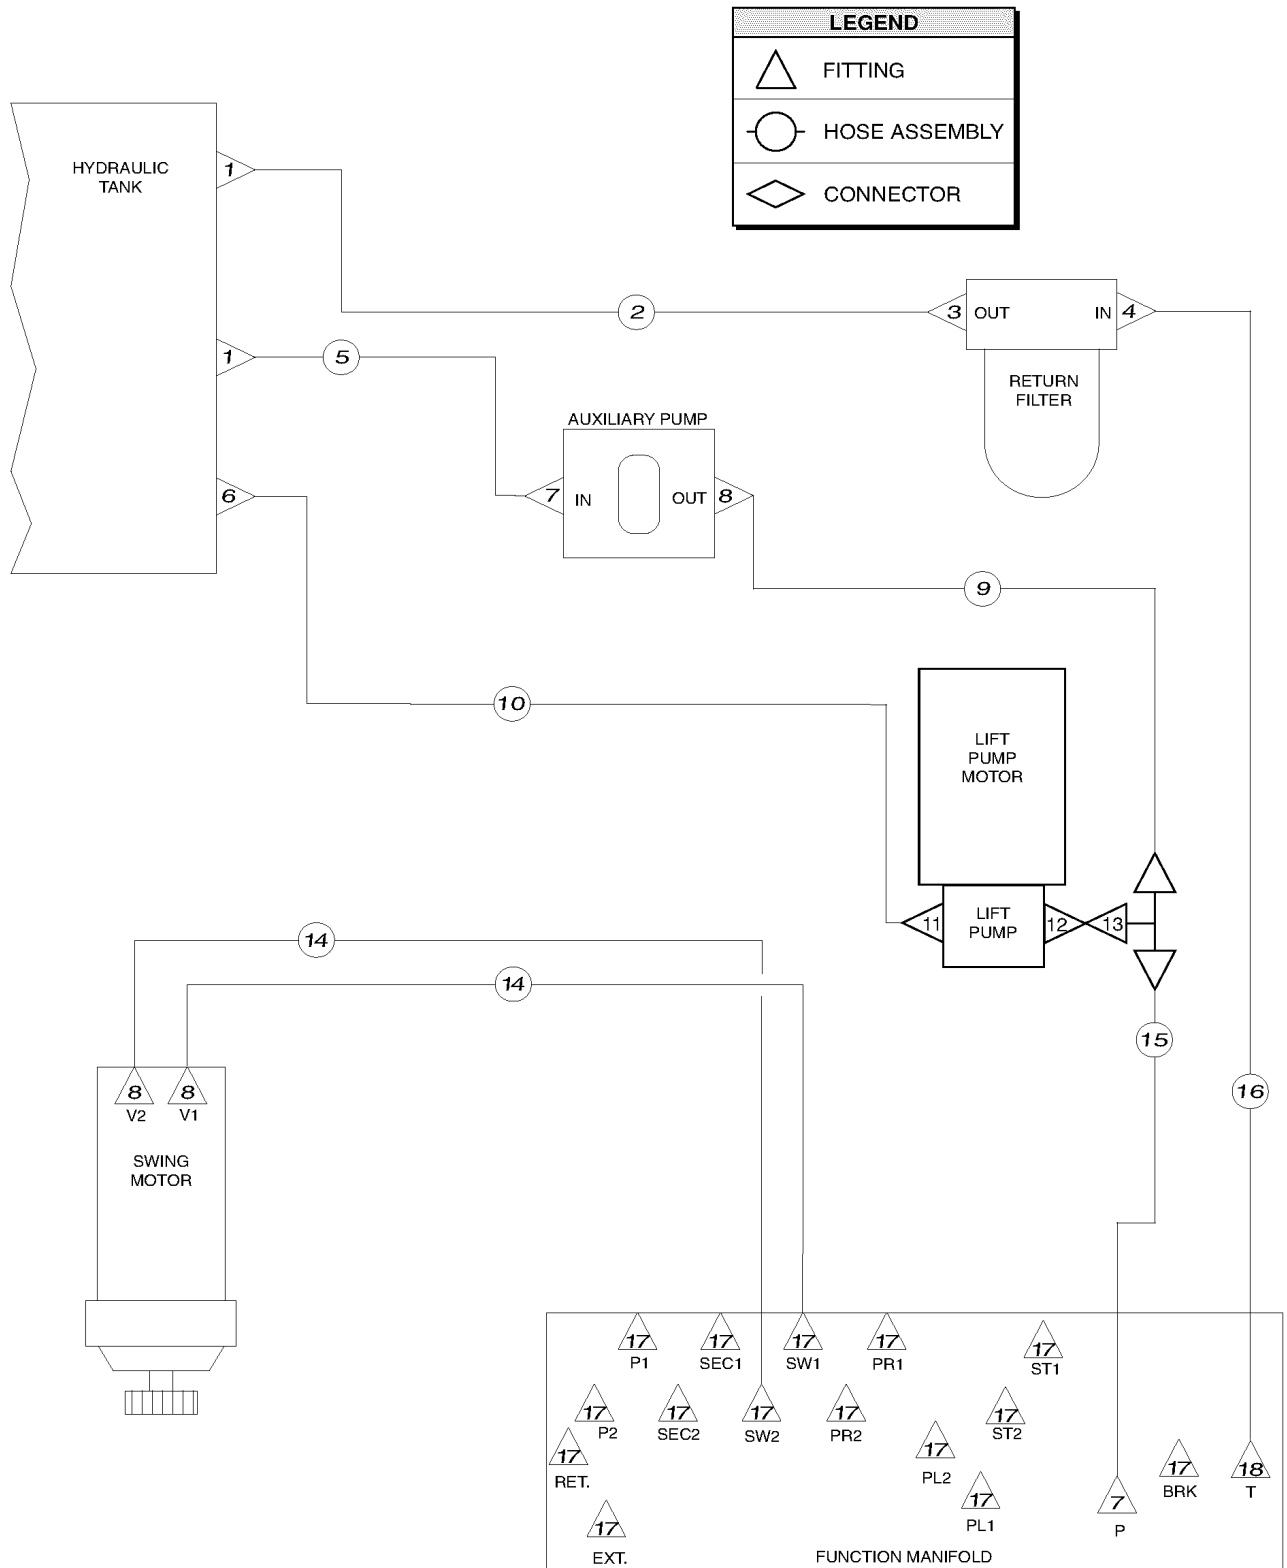 LEGEND
FITTING
HOSE ASSEMBLY
CONNECTOR
HYDRAULIC
TANK
1
2
3
OUT
IN
4
1
5
RETURN
FILTER
AUXILIARY PUMP
6
7
IN
OUT
8
9
10
LIFT
PUMP
MOTOR
11
LIFT
PUMP
12
13
14
14
15
16
8
V2
8
V1
SWING
MOTOR
17
P1
17
SEC1
17
SW1
17
PR1
17
ST1
17
P2
17
SEC2
17
SW2
17
PR2
17
ST2
17
RET.
17
PL2
17
BRK
18
T
17
PL1
7
P
17
EXT.
FUNCTION MANIFOLD